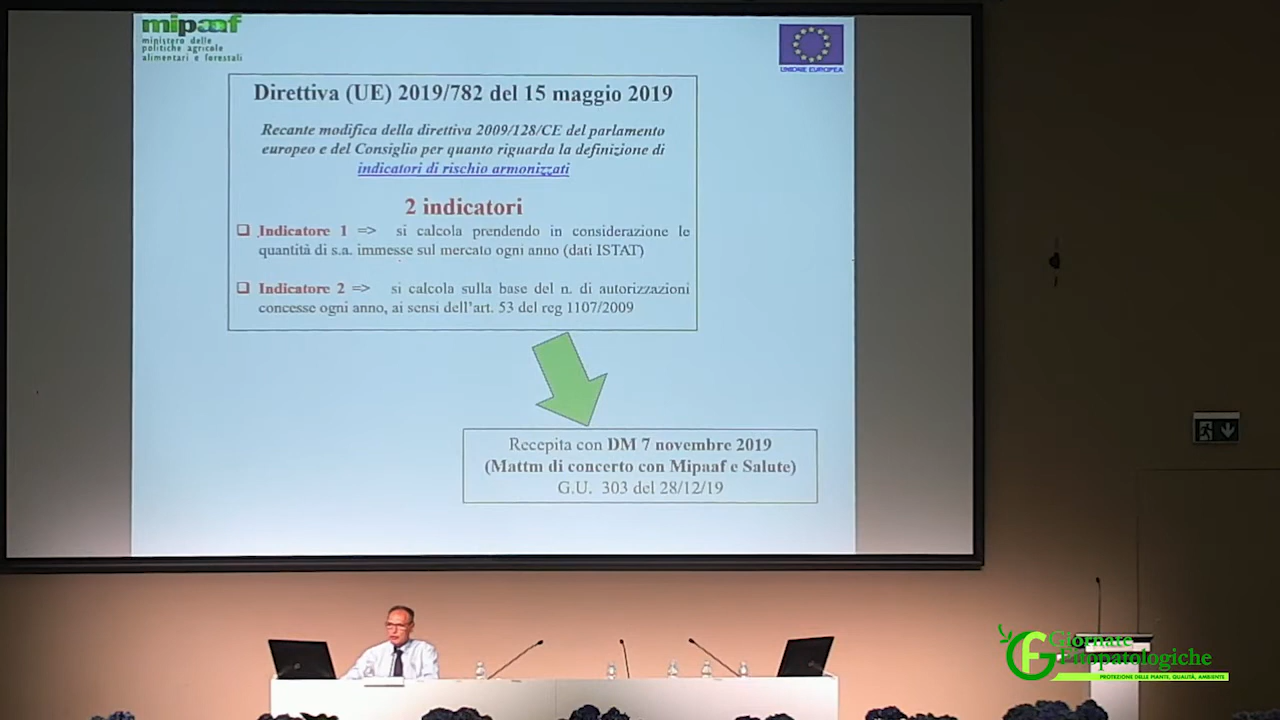 mipaaf
ministero delle
politiche agricole
alimentari e forestali
UNIONE EUROPEA
Direttiva (UE) 2019/782 del 15 maggio 2019
Recante modifica della direttiva 2009/128/CE del parlamento
europeo e del Consiglio per quanto riguarda la definizione di
indicatori di rischio armonizzati
2 indicatori
Indicatore 1 => si calcola prendendo in considerazione le
quantità di s.a. immesse sul mercato ogni anno (dati ISTAT)
Indicatore 2 => si calcola sulla base del n. di autorizzazioni
concesse ogni anno, ai sensi dell'art. 53 del reg 1107/2009
Recepita con DM 7 novembre 2019
(Mattm di concerto con Mipaaf e Salute)
G.U. 303 del 28/12/19
GF
Giornate
Fitopatologiche
PROTEZIONE DELLE PIANTE, QUALITÀ, AMBIENTE